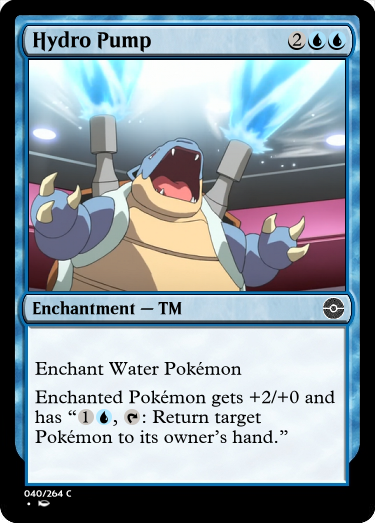 Hydro Pump 2
Enchantment — TM
Enchant Water Pokémon
Enchanted Pokémon gets +2/+0 and
has “1, : Return target
Pokémon to its owner's hand.”
040/264 C